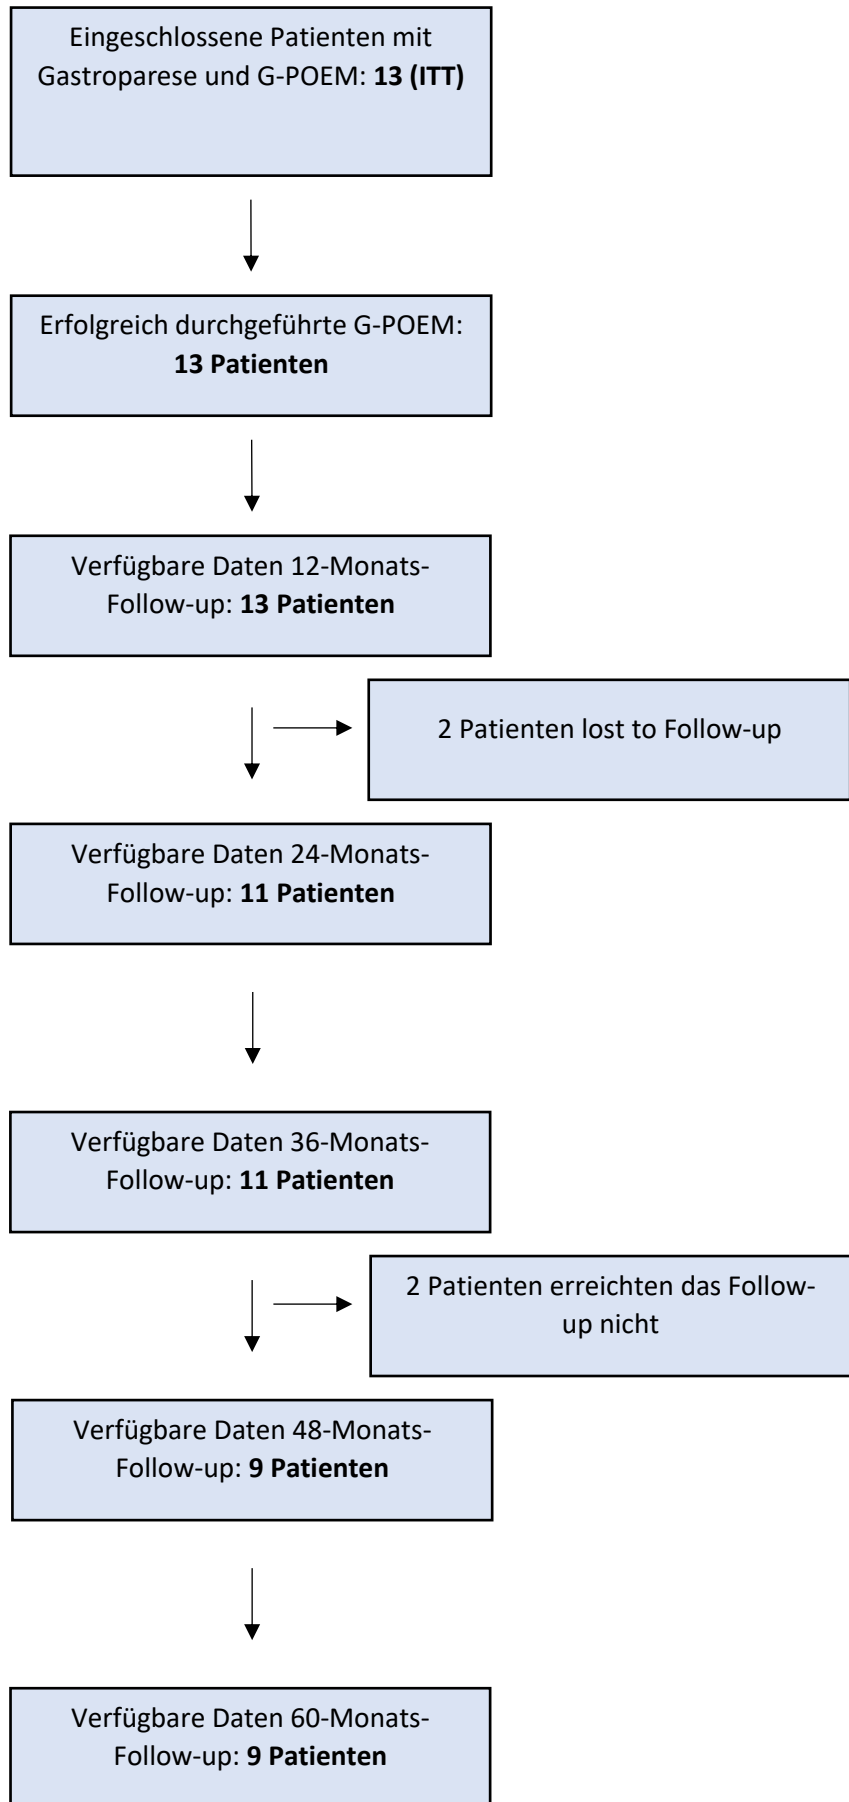 Eingeschlossene Patienten mit
Gastroparese und G-POEM: 13 (ITT)
Erfolgreich durchgeführte G-POEM:
13 Patienten
Verfügbare Daten 12-Monats-
Follow-up: 13 Patienten
2 Patienten lost to Follow-up
Verfügbare Daten 24-Monats-
Follow-up: 11 Patienten
Verfügbare Daten 36-Monats-
Follow-up: 11 Patienten
2 Patienten erreichten das Follow-
up nicht
Verfügbare Daten 48-Monats-
Follow-up: 9 Patienten
Verfügbare Daten 60-Monats-
Follow-up: 9 Patienten